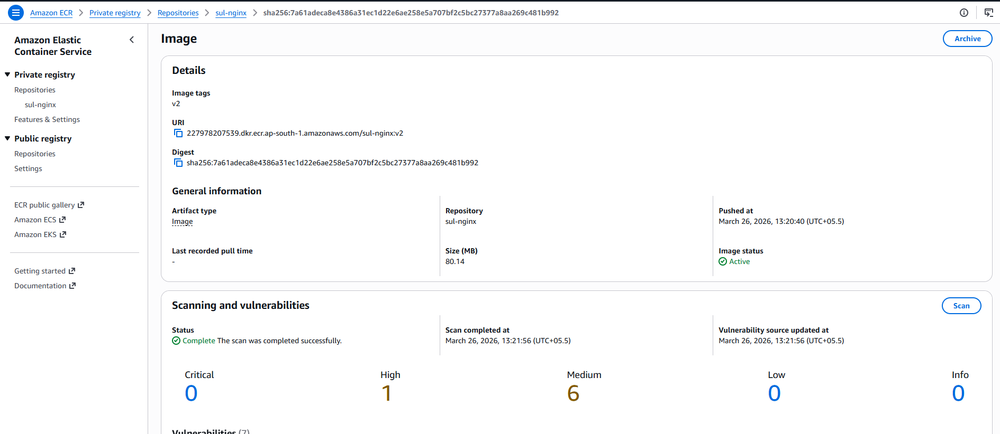 Amazon ECR > Private registry > Repositories > sul-nginx > sha256:7a61adeca8e4386a31ec1d22e6ae258e5a707bf2c5bc27377a8aa269c481b992
Amazon Elastic
Container Service
Private registry
Repositories
sul-nginx
Features & Settings
Public registry
Repositories
Settings
ECR public gallery
Amazon ECS
Amazon EKS
Getting started
Documentation
Image
Archive
Details
Image tags
v2
URI
227978207539.dkr.ecr.ap-south-1.amazonaws.com/sul-nginx:v2
Digest
sha256:7a61adeca8e4386a31ec1d22e6ae258e5a707bf2c5bc27377a8aa269c481b992
General information
Artifact type
Image
Repository
sul-nginx
Pushed at
March 26, 2026, 13:20:40 (UTC+05.5)
Last recorded pull time
-
Size (MB)
80.14
Image status
Active
Scanning and vulnerabilities
Scan
Status
Complete The scan was completed successfully.
Scan completed at
March 26, 2026, 13:21:56 (UTC+05.5)
Vulnerability source updated at
March 26, 2026, 13:21:56 (UTC+05.5)
Critical
0
High
1
Medium
6
Low
0
Info
0
Vulnerabilities (7)